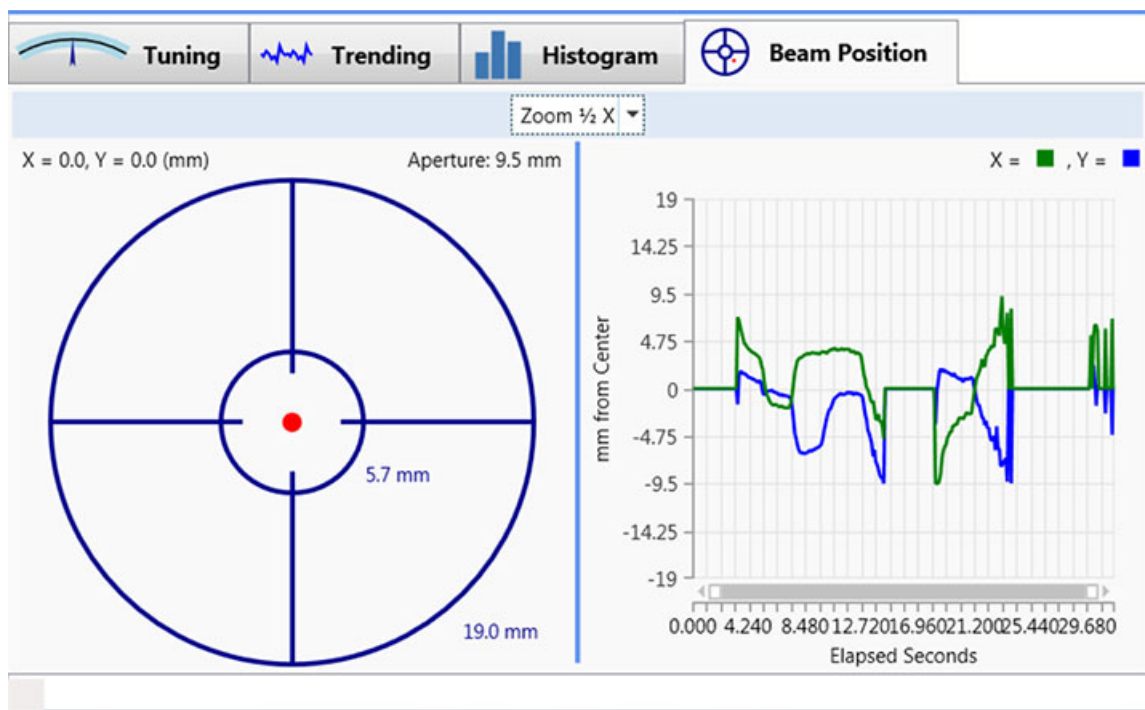 Tuning Trending Histogram Beam Position
Zoom ½ X
X = 0.0, Y = 0.0 (mm) Aperture: 9.5 mm
5.7 mm
19.0 mm
X = , Y =
19
14.25
9.5
4.75
0
-4.75
-9.5
-14.25
-19
mm from Center
0.000 4.240 8.480 12.720 16.960 21.200 25.440 29.680
Elapsed Seconds